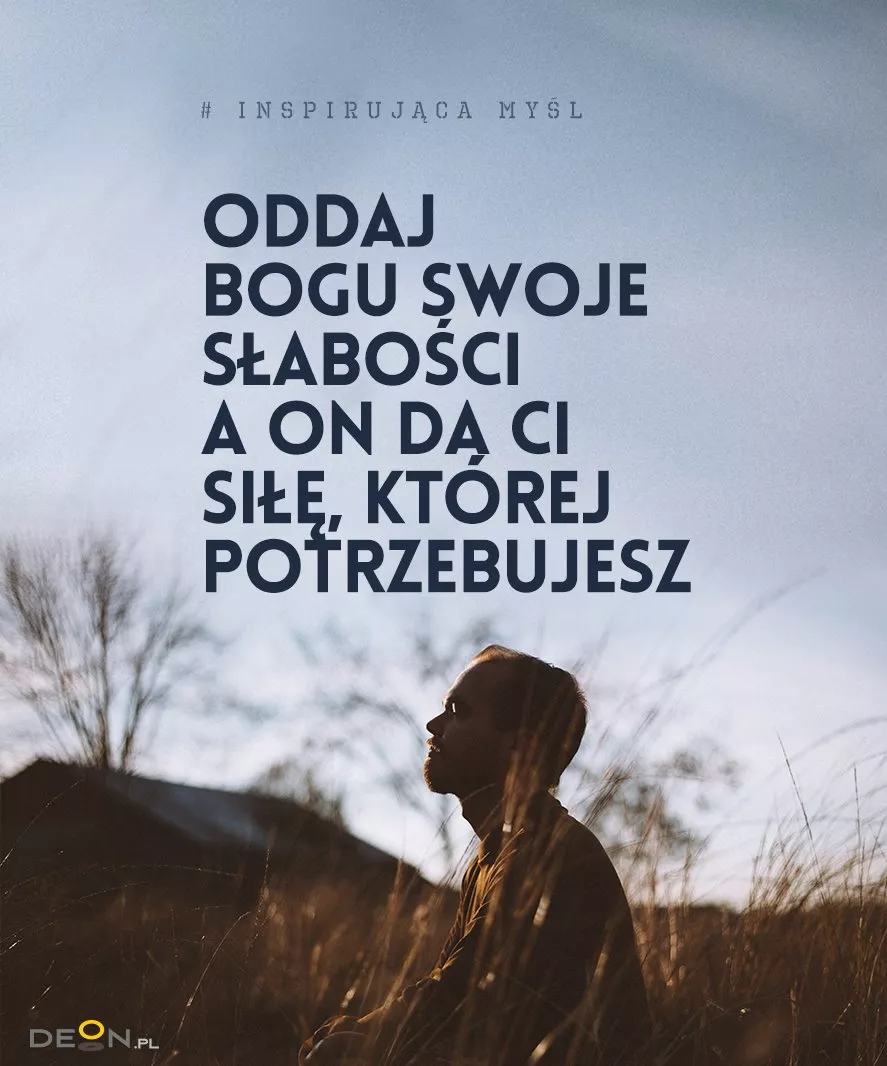 # INSPIRUJĄCA MYŚL
ODDAJ
BOGU SWOJE
SŁABOŚCI
A ON DA CI
SIŁĘ, KTÓREJ
POTRZEBUJESZ
DEON.PL